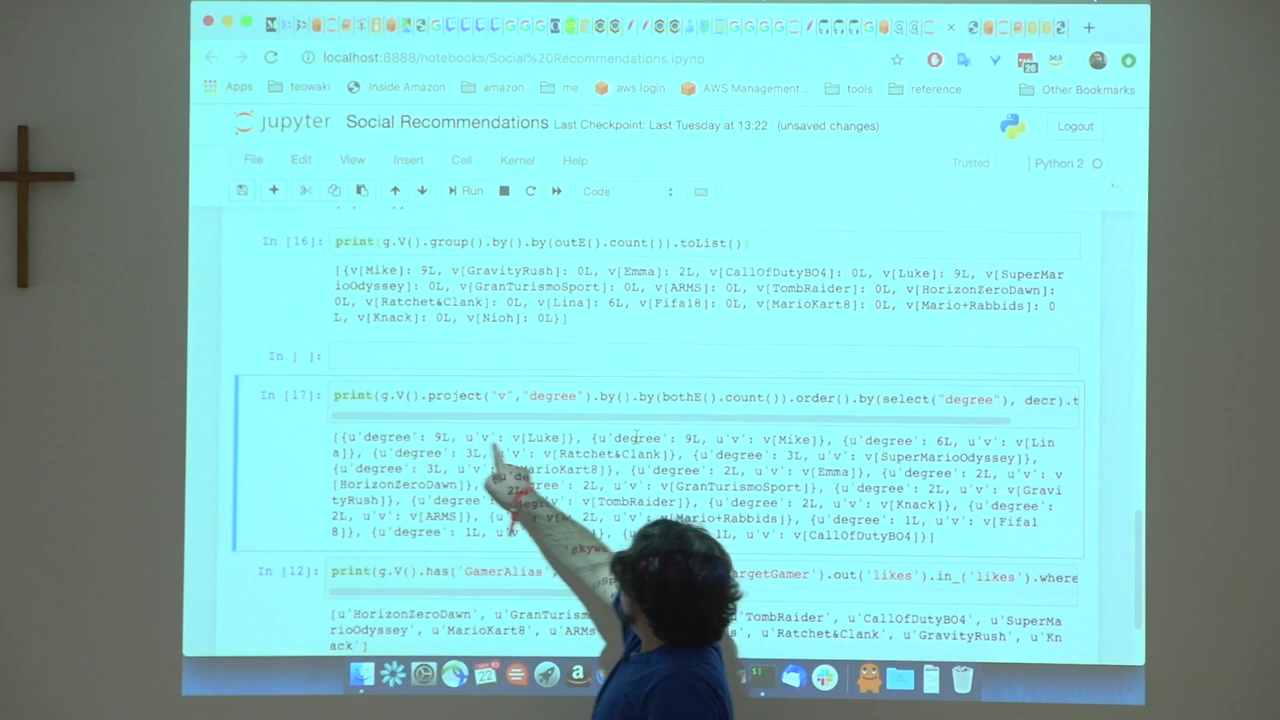 localhost:8888/notebooks/Social%20Recommendations.ipynb
26
Apps teowaki Inside Amazon amazon me aws login AWS Management... tools reference Other Bookmarks
jupyter Social Recommendations Last Checkpoint: Last Tuesday at 13:22 (unsaved changes) Logout
File Edit View Insert Cell Kernel Help Trusted Python 2
Run Code
In [16]: print(g.V().group().by().by(outE().count()).toList())
[{v[Mike]: 9L, v[GravityRush]: 0L, v[Emma]: 2L, v[CallOfDutyBO4]: 0L, v[Luke]: 9L, v[SuperMar
ioOdyssey]: 0L, v[GranTurismoSport]: 0L, v[ARMS]: 0L, v[TombRaider]: 0L, v[HorizonZeroDawn]:
0L, v[Ratchet&Clank]: 0L, v[Lina]: 6L, v[Fifa18]: 0L, v[MarioKart8]: 0L, v[Mario+Rabbids]: 0
L, v[Knack]: 0L, v[Nioh]: 0L}]
In [ ]:
In [17]: print(g.V().project("v","degree").by().by(bothE().count()).order().by(select("degree"), decr).t
[{u'degree': 9L, u'v': v[Luke]}, {u'degree': 9L, u'v': v[Mike]}, {u'degree': 6L, u'v': v[Lin
a]}, {u'degree': 3L, u'v': v[Ratchet&Clank]}, {u'degree': 3L, u'v': v[SuperMarioOdyssey]},
{u'degree': 3L, MarioKart8]}, {u'degree': 2L, u'v': v[Emma]}, {u'degree': 2L, u'v': v
[HorizonZeroDawn]}, 2L, u'v': v[GranTurismoSport]}, {u'degree': 2L, u'v': v[Gravi
tyRush]}, {u'degree': 2L, u'v': v[TombRaider]}, {u'degree': 2L, u'v': v[Knack]}, {u'degree':
2L, u'v': v[ARMS]}, 2L, u'v': v[Mario+Rabbids]}, {u'degree': 1L, u'v': v[Fifa1
8]}, {u'degree': 1L, 1L, u'v': v[CallOfDutyBO4]}]
In [12]: print(g.V().has('GamerAlias', argetGamer').out('likes').in_('likes').where
[u'HorizonZeroDawn', u'TombRaider', u'CallOfDutyBO4', u'SuperMa
rioOdyssey', u'MarioKart8', u'Ratchet&Clank', u'GravityRush', u'Kn
ack']
22